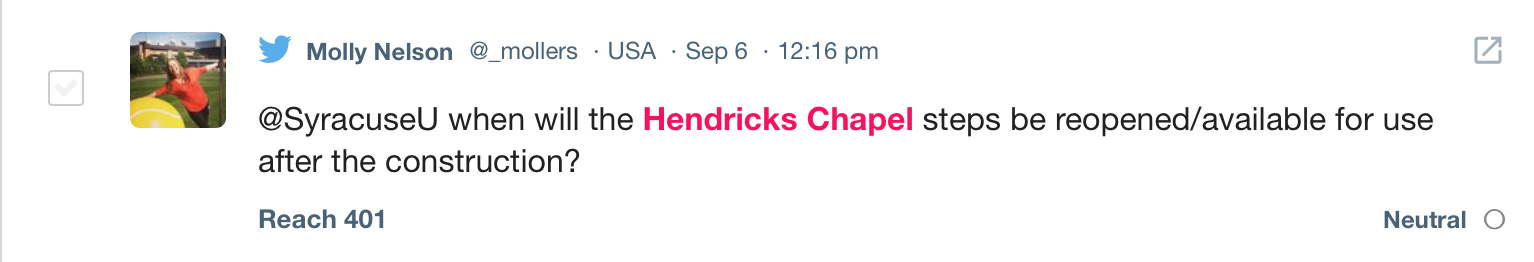 Molly Nelson @_mollers · USA · Sep 6 · 12:16 pm
@SyracuseU when will the Hendricks Chapel steps be reopened/available for use
after the construction?
Reach 401 Neutral